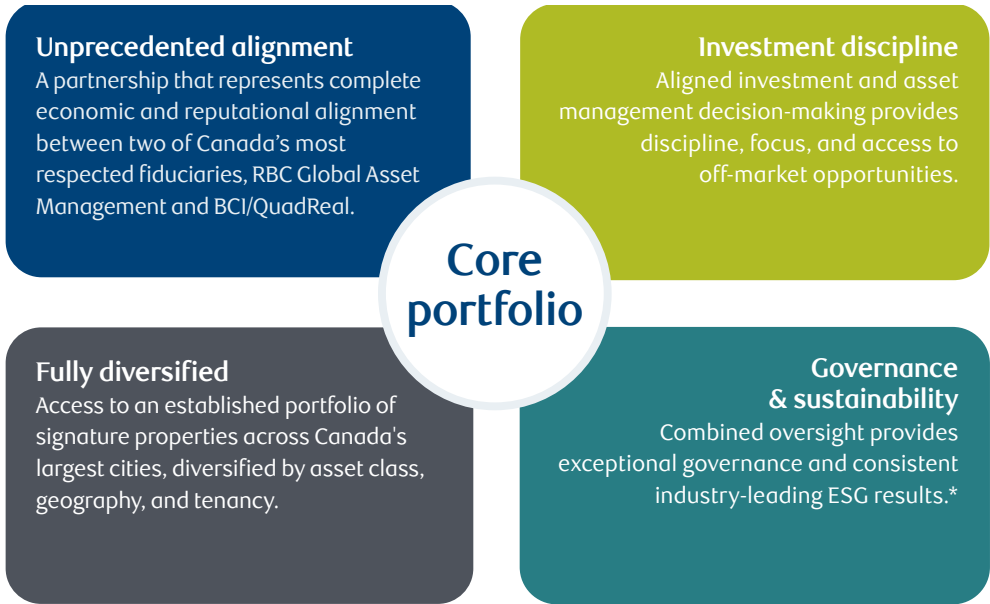 Unprecedented alignment
A partnership that represents complete
economic and reputational alignment
between two of Canada’s most
respected fiduciaries, RBC Global Asset
Management and BCI/QuadReal.
Investment discipline
Aligned investment and asset
management decision-making provides
discipline, focus, and access to
off-market opportunities.
Core
portfolio
Fully diversified
Access to an established portfolio of
signature properties across Canada's
largest cities, diversified by asset class,
geography, and tenancy.
Governance
& sustainability
Combined oversight provides
exceptional governance and consistent
industry-leading ESG results.*